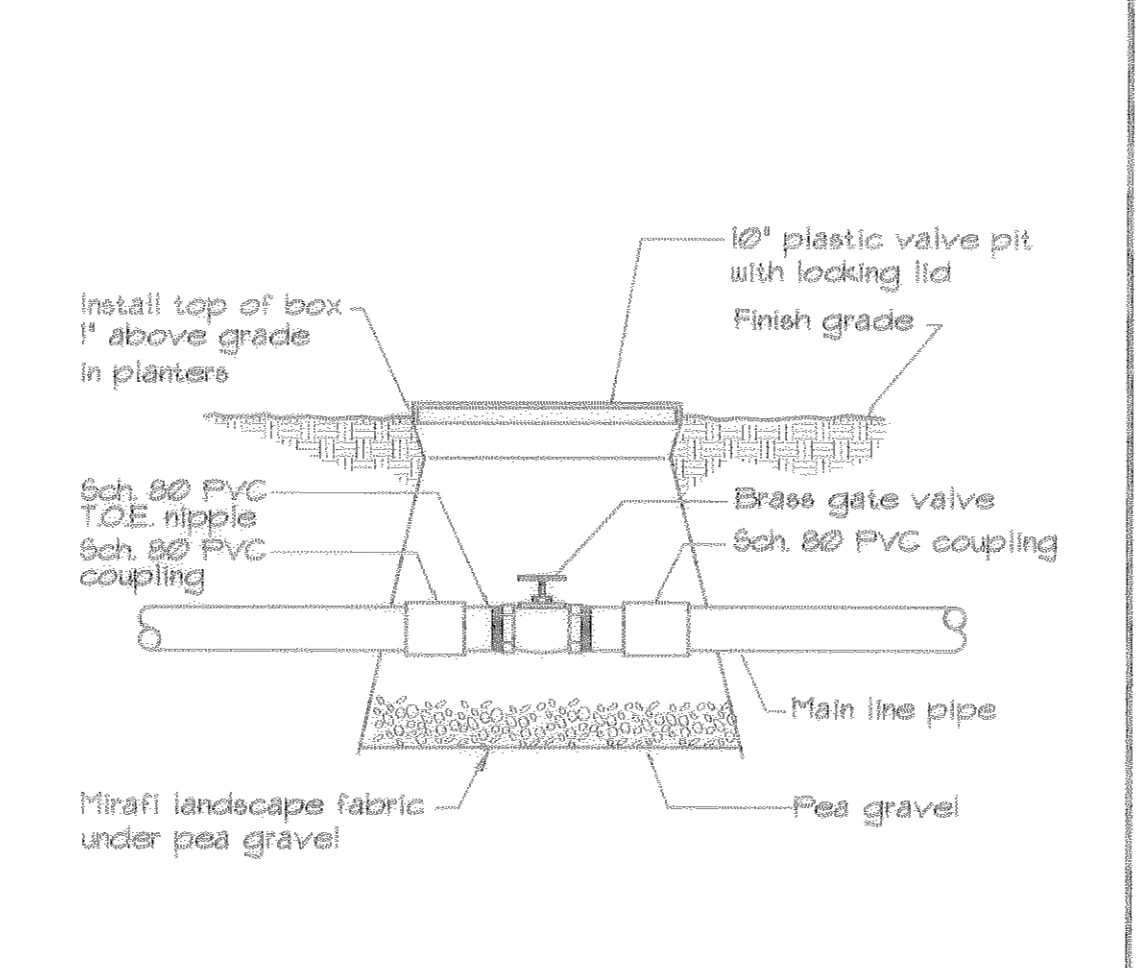 10" plastic valve pit
with locking lid
Install top of box
1" above grade
in planters
Finish grade
Sch. 80 PVC
T.O.E. nipple
Sch. 80 PVC
coupling
Brass gate valve
Sch. 80 PVC coupling
Main line pipe
Mirafi landscape fabric
under pea gravel
Pea gravel